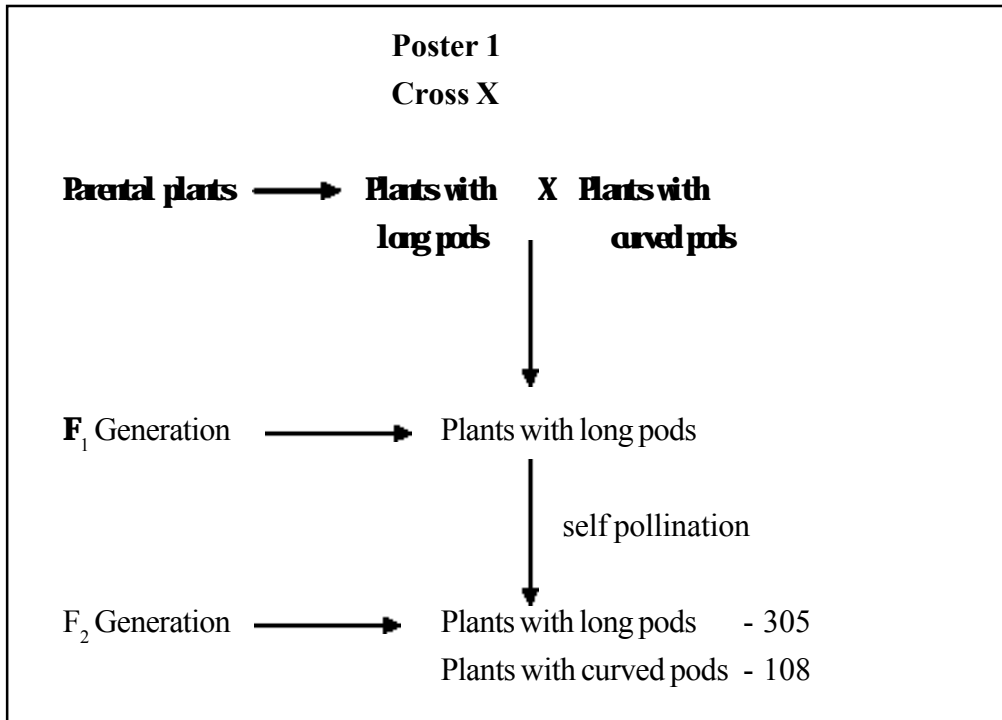 Poster 1
Cross X
Parental plants Plants with X Plants with
long pods curved pods
F1 Generation Plants with long pods
self pollination
F2 Generation Plants with long pods - 305
Plants with curved pods - 108